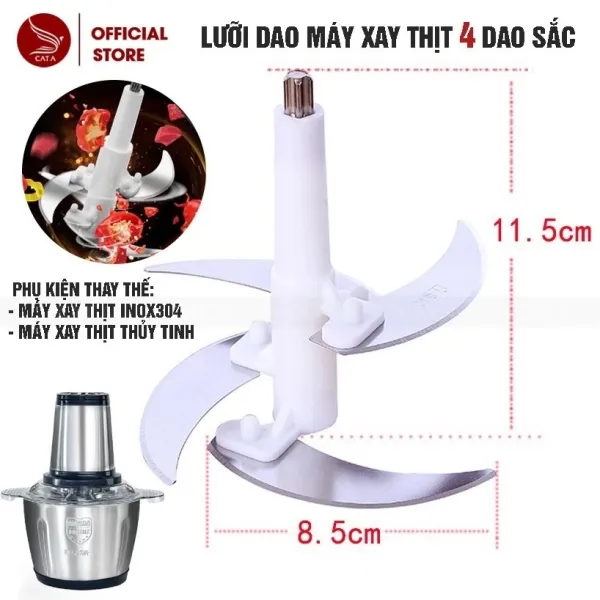 CATA
OFFICIAL
STORE
LƯỠI DAO MÁY XAY THỊT 4 DAO SẮC
11.5cm
PHỤ KIỆN THAY THẾ:
- MÁY XAY THỊT INOX304
- MÁY XAY THỊT THỦY TINH
8.5cm